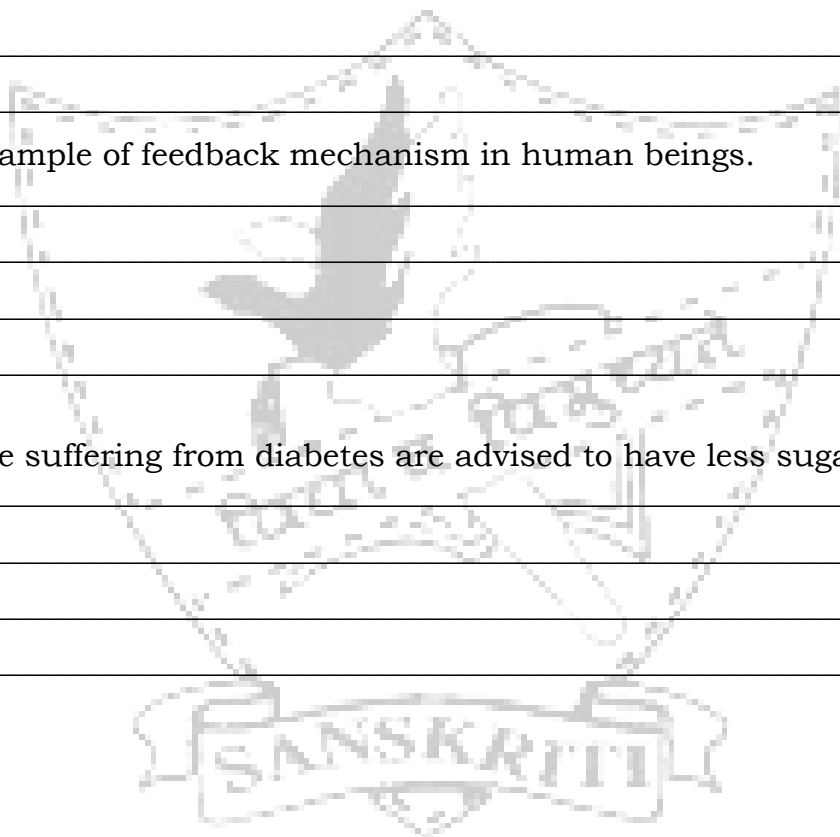 ample of feedback mechanism in human beings.
e suffering from diabetes are advised to have less suga
SANSKRITI